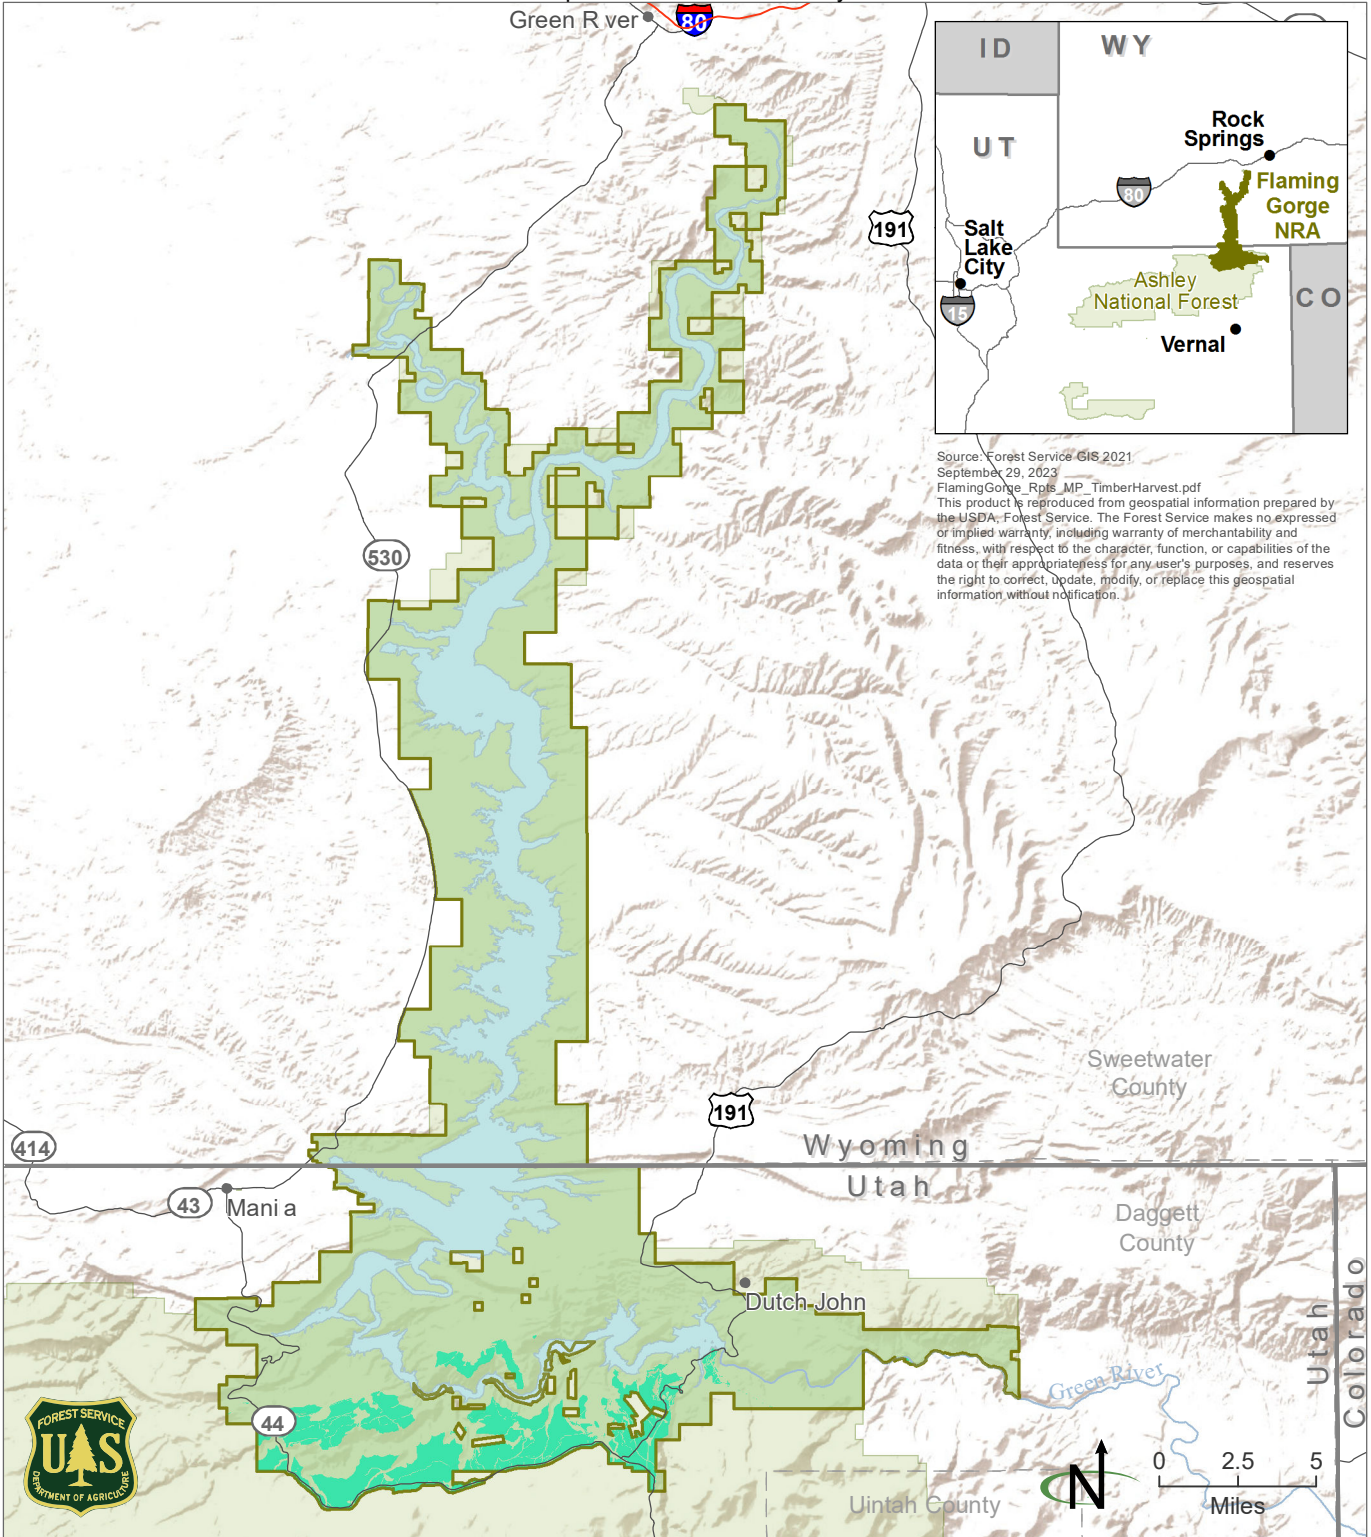 Green R ver
80
ID
WY
UT
Rock
Springs
80
Flaming
Gorge
NRA
Salt
Lake
City
15
Ashley
National Forest
CO
Vernal
191
Source: Forest Service GIS 2021
September 29, 2023
FlamingGorge_Rpts_MP_TimberHarvest.pdf
This product is reproduced from geospatial information prepared by
the USDA, Forest Service. The Forest Service makes no expressed
or implied warranty, including warranty of merchantability and
fitness, with respect to the character, function, or capabilities of the
data or their appropriateness for any user's purposes, and reserves
the right to correct, update, modify, or replace this geospatial
information without notification.
530
Sweetwater
County
191
414
Wyoming
Utah
43
Mani a
Daggett
County
Dutch John
Utah
Colorado
Green River
44
FOREST SERVICE
U S
DEPARTMENT OF AGRICULTURE
Uintah County
N
0 2.5 5
Miles